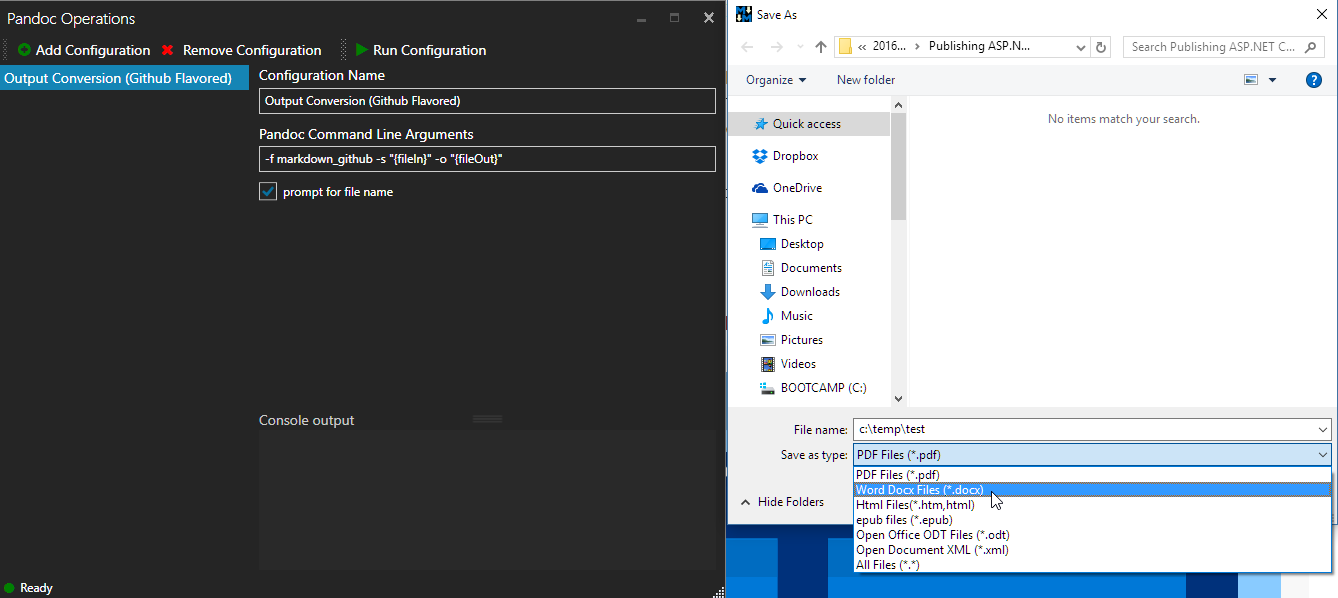 Pandoc Operations
Add Configuration Remove Configuration Run Configuration
Output Conversion (Github Flavored)
Configuration Name
Output Conversion (Github Flavored)
Pandoc Command Line Arguments
-f markdown_github -s "{fileIn}" -o "{fileOut}"
prompt for file name
Console output
Ready
Save As
« 2016... › Publishing ASP.N...
Search Publishing ASP.NET C...
Organize New folder
Quick access
Dropbox
OneDrive
This PC
Desktop
Documents
Downloads
Music
Pictures
Videos
BOOTCAMP (C:)
No items match your search.
File name: c:\temp\test
Save as type: PDF Files (*.pdf)
PDF Files (*.pdf)
Word Docx Files (*.docx)
Html Files(*.htm,html)
epub files (*.epub)
Open Office ODT Files (*.odt)
Open Document XML (*.xml)
All Files (*.*)
Hide Folders